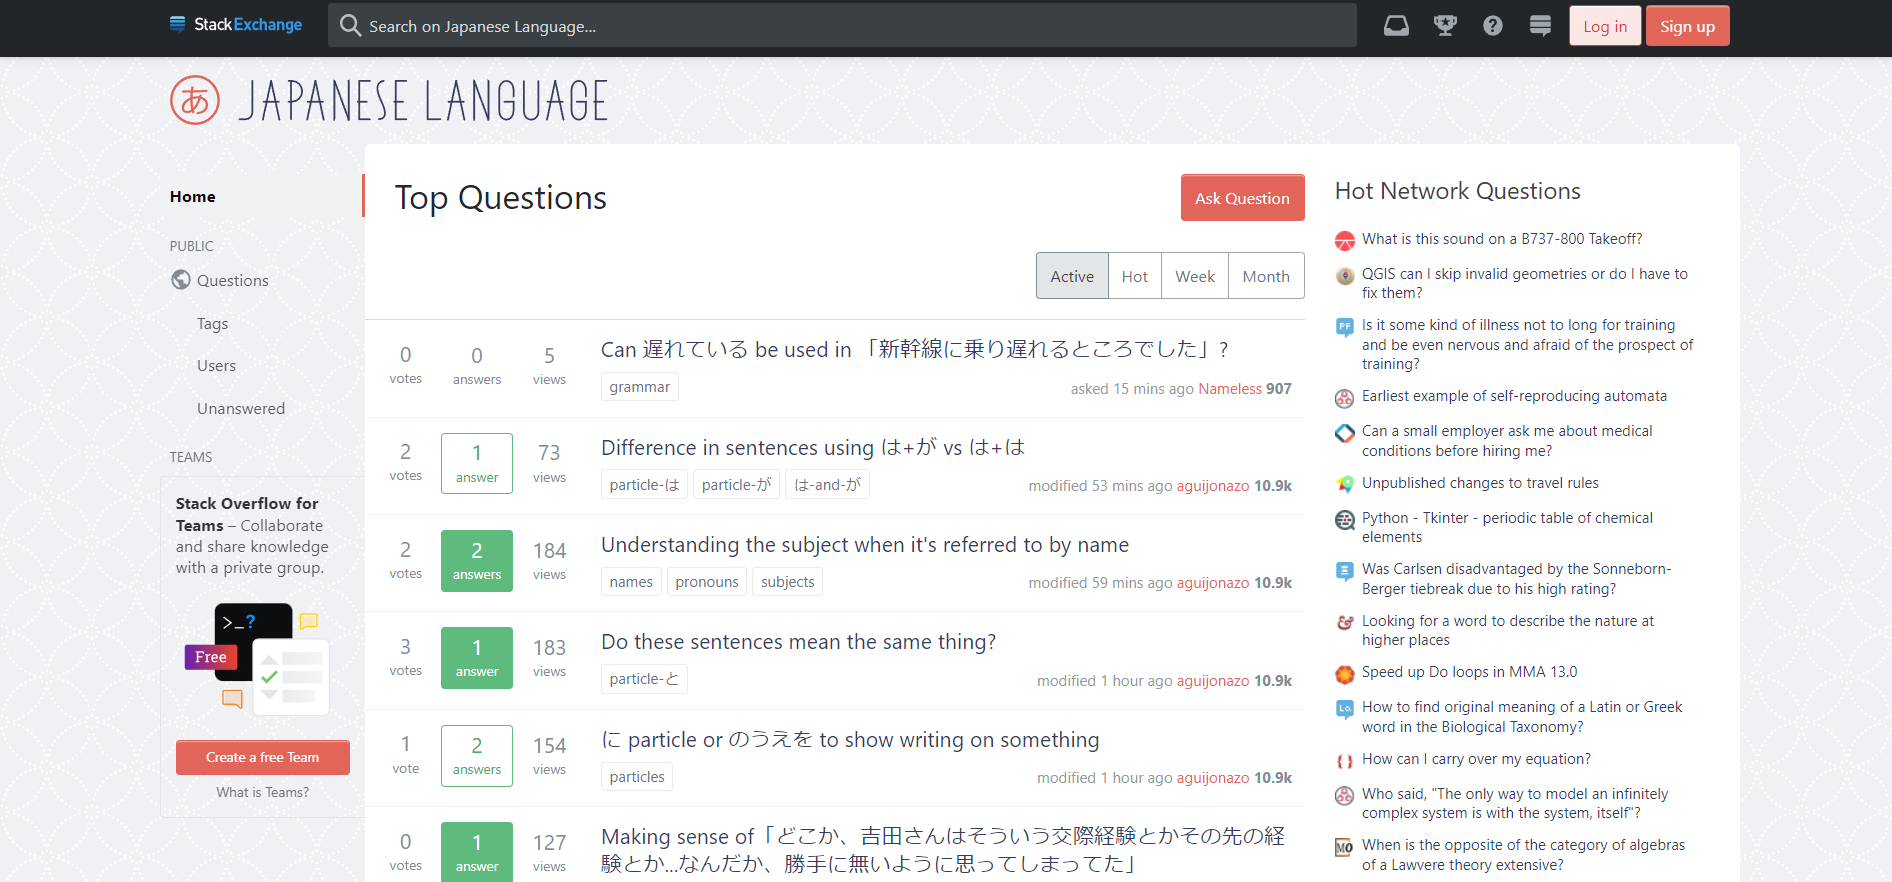 StackExchange
Search on Japanese Language...
Log in
Sign up
あ JAPANESE LANGUAGE
Home
PUBLIC
Questions
Tags
Users
Unanswered
TEAMS
Stack Overflow for
Teams – Collaborate
and share knowledge
with a private group.
>_?
Free
Create a free Team
What is Teams?
Top Questions
Ask Question
Active Hot Week Month
0 votes
0 answers
5 views
Can 遅れている be used in 「新幹線に乗り遅れるところでした」?
grammar
asked 15 mins ago Nameless 907
2 votes
1 answer
73 views
Difference in sentences using は+が vs は+は
particle-は particle-が は-and-が
modified 53 mins ago aguijonazo 10.9k
2 votes
2 answers
184 views
Understanding the subject when it's referred to by name
names pronouns subjects
modified 59 mins ago aguijonazo 10.9k
3 votes
1 answer
183 views
Do these sentences mean the same thing?
particle-と
modified 1 hour ago aguijonazo 10.9k
1 vote
2 answers
154 views
に particle or のうえを to show writing on something
particles
modified 1 hour ago aguijonazo 10.9k
0 votes
1 answer
127 views
Making sense of「どこか、吉田さんはそういう交際経験とかその先の経
験とか...なんだか、勝手に無いように思ってしまってた」
Hot Network Questions
What is this sound on a B737-800 Takeoff?
QGIS can I skip invalid geometries or do I have to
fix them?
PF
Is it some kind of illness not to long for training
and be even nervous and afraid of the prospect of
training?
Earliest example of self-reproducing automata
Can a small employer ask me about medical
conditions before hiring me?
Unpublished changes to travel rules
Python - Tkinter - periodic table of chemical
elements
Was Carlsen disadvantaged by the Sonneborn-
Berger tiebreak due to his high rating?
Looking for a word to describe the nature at
higher places
Speed up Do loops in MMA 13.0
Lo.
How to find original meaning of a Latin or Greek
word in the Biological Taxonomy?
How can I carry over my equation?
Who said, "The only way to model an infinitely
complex system is with the system, itself"?
MO
When is the opposite of the category of algebras
of a Lawvere theory extensive?